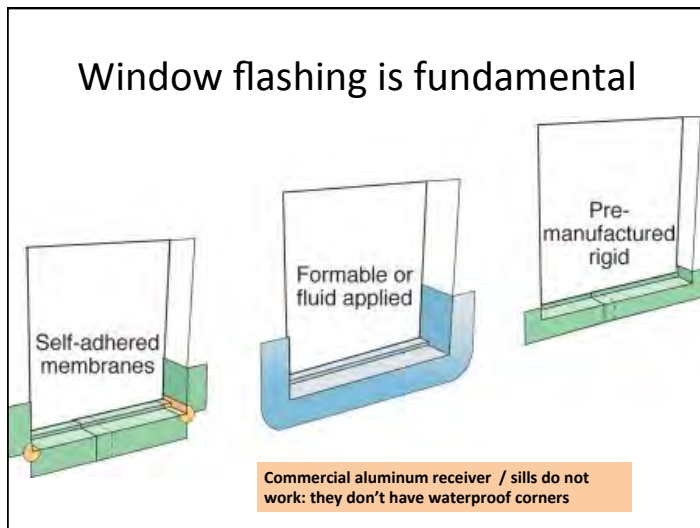 Window flashing is fundamental
Self-adhered
membranes
Formable or
fluid applied
Pre-
manufactured
rigid
Commercial aluminum receiver / sills do not
work: they don't have waterproof corners